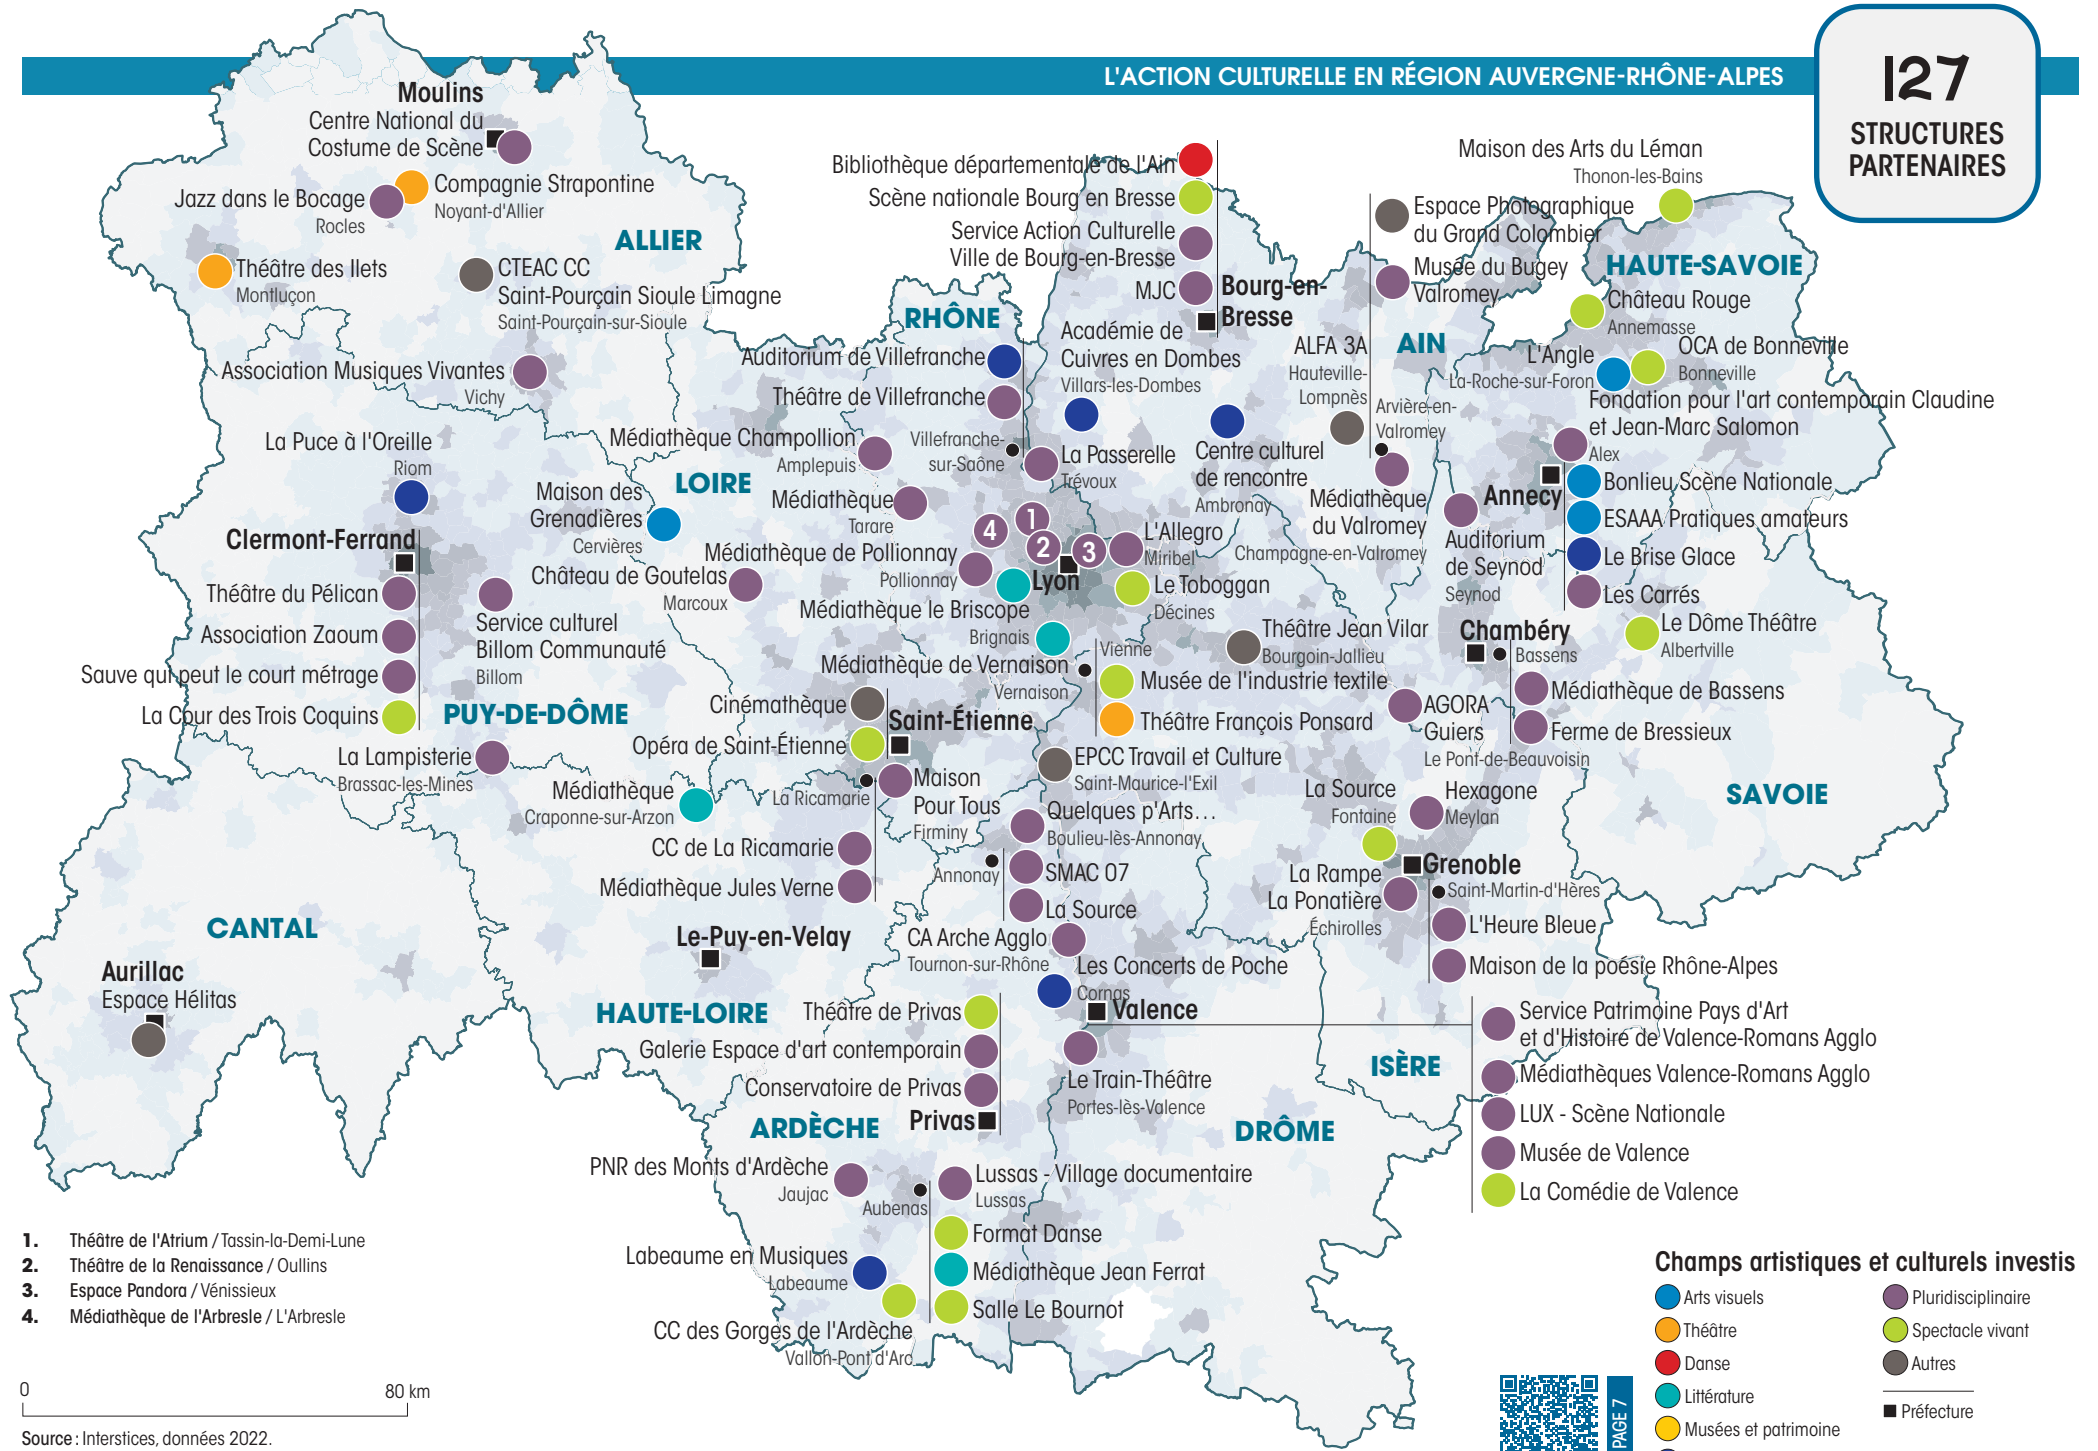 L'ACTION CULTURELLE EN RÉGION AUVERGNE-RHÔNE-ALPES
127
STRUCTURES
PARTENAIRES
Moulins
Centre National du
Costume de Scène
Jazz dans le Bocage
Rocles
Compagnie Strapontine
Noyant-d'Allier
ALLIER
Théâtre des Ilets
Montluçon
CTEAC CC
Saint-Pourçain Sioule Limagne
Saint-Pourçain-sur-Sioule
Association Musiques Vivantes
Vichy
La Puce à l'Oreille
Riom
Clermont-Ferrand
Théâtre du Pélican
Association Zaoum
Sauve qui peut le court métrage
La Cour des Trois Coquins
Service culturel
Billom Communauté
Billom
PUY-DE-DÔME
La Lampisterie
Brassac-les-Mines
CANTAL
Aurillac
Espace Hélitas
Bibliothèque départementale de l'Ain
Scène nationale Bourg en Bresse
Service Action Culturelle
Ville de Bourg-en-Bresse
MJC
Bourg-en-
Bresse
RHÔNE
Auditorium de Villefranche
Théâtre de Villefranche
Villefranche-
sur-Saône
Académie de
Cuivres en Dombes
Villars-les-Dombes
La Passerelle
Trévoux
Centre culturel
de rencontre
Ambronay
ALFA 3A
Hauteville-
Lompnès
Arvière-en-
Valromey
Médiathèque
du Valromey
Champagne-en-Valromey
Espace Photographique
du Grand Colombier
Musée du Bugey
Valromey
AIN
Maison des Arts du Léman
Thonon-les-Bains
HAUTE-SAVOIE
Château Rouge
Annemasse
L'Angle
La-Roche-sur-Foron
OCA de Bonneville
Bonneville
Fondation pour l'art contemporain Claudine
et Jean-Marc Salomon
Alex
Annecy
Bonlieu Scène Nationale
ESAAA Pratiques amateurs
Le Brise Glace
Les Carrés
Auditorium
de Seynod
Seynod
Le Dôme Théâtre
Albertville
Chambéry
Bassens
Médiathèque de Bassens
Ferme de Bressieux
SAVOIE
LOIRE
Médiathèque Champollion
Amplepuis
Médiathèque
Tarare
Maison des
Grenadières
Cervières
Médiathèque de Pollionnay
Pollionnay
Château de Goutelas
Marcoux
1
2
3
4
Lyon
L'Allegro
Miribel
Le Toboggan
Décines
Médiathèque le Briscope
Brignais
Médiathèque de Vernaison
Vernaison
Vienne
Musée de l'industrie textile
Théâtre François Ponsard
Théâtre Jean Vilar
Bourgoin-Jallieu
AGORA
Guiers
Le Pont-de-Beauvoisin
Cinémathèque
Opéra de Saint-Étienne
Saint-Étienne
La Ricamarie
Maison
Pour Tous
Firminy
CC de La Ricamarie
Médiathèque Jules Verne
Médiathèque
Craponne-sur-Arzon
EPCC Travail et Culture
Saint-Maurice-l'Exil
Quelques p'Arts...
Boulieu-lès-Annonay
Annonay
SMAC 07
La Source
CA Arche Agglo
Tournon-sur-Rhône
Les Concerts de Poche
Cornas
Valence
La Source
Fontaine
Hexagone
Meylan
Grenoble
La Rampe
La Ponatière
Échirolles
Saint-Martin-d'Hères
L'Heure Bleue
Maison de la poésie Rhône-Alpes
Le-Puy-en-Velay
HAUTE-LOIRE
Théâtre de Privas
Galerie Espace d'art contemporain
Conservatoire de Privas
Privas
Le Train-Théâtre
Portes-lès-Valence
ISÈRE
Service Patrimoine Pays d'Art
et d'Histoire de Valence-Romans Agglo
Médiathèques Valence-Romans Agglo
LUX - Scène Nationale
Musée de Valence
La Comédie de Valence
ARDÈCHE
DRÔME
PNR des Monts d'Ardèche
Jaujac
Aubenas
Lussas - Village documentaire
Lussas
Format Danse
Médiathèque Jean Ferrat
Salle Le Bournot
Labeaume en Musiques
Labeaume
CC des Gorges de l'Ardèche
Vallon-Pont d'Arc
1. Théâtre de l'Atrium / Tassin-la-Demi-Lune
2. Théâtre de la Renaissance / Oullins
3. Espace Pandora / Vénissieux
4. Médiathèque de l'Arbresle / L'Arbresle
0 80 km
Source : Interstices, données 2022.
Champs artistiques et culturels investis
Arts visuels
Théâtre
Danse
Littérature
Musées et patrimoine
Pluridisciplinaire
Spectacle vivant
Autres
Préfecture
PAGE 7